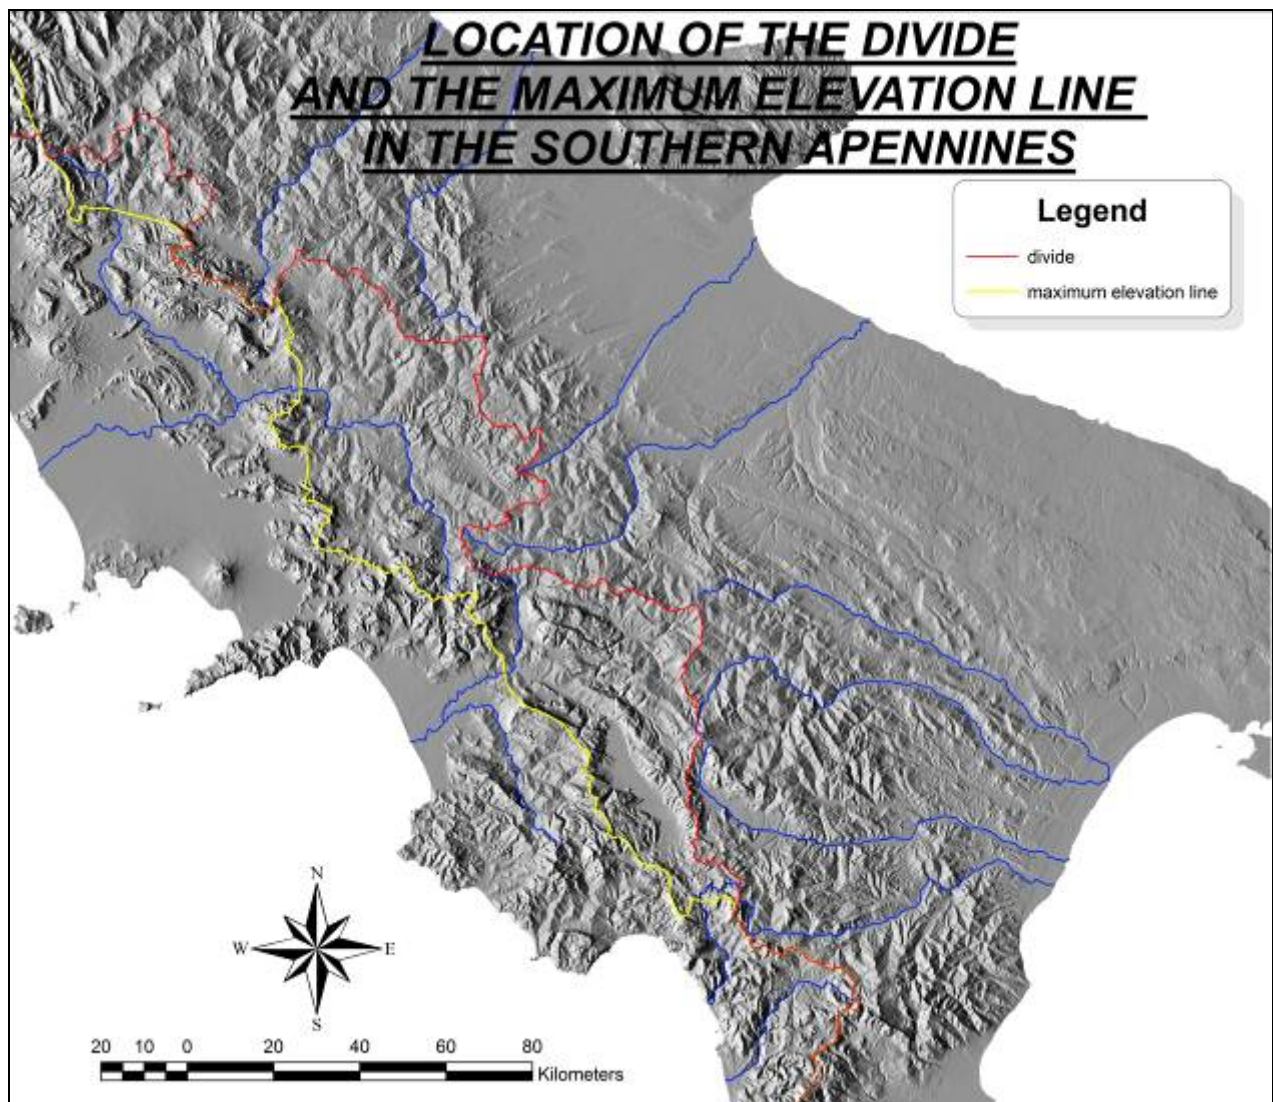 LOCATION OF THE DIVIDE
AND THE MAXIMUM ELEVATION LINE
IN THE SOUTHERN APENNINES
Legend
divide
maximum elevation line
N
W E
S
20 10 0 20 40 60 80
Kilometers